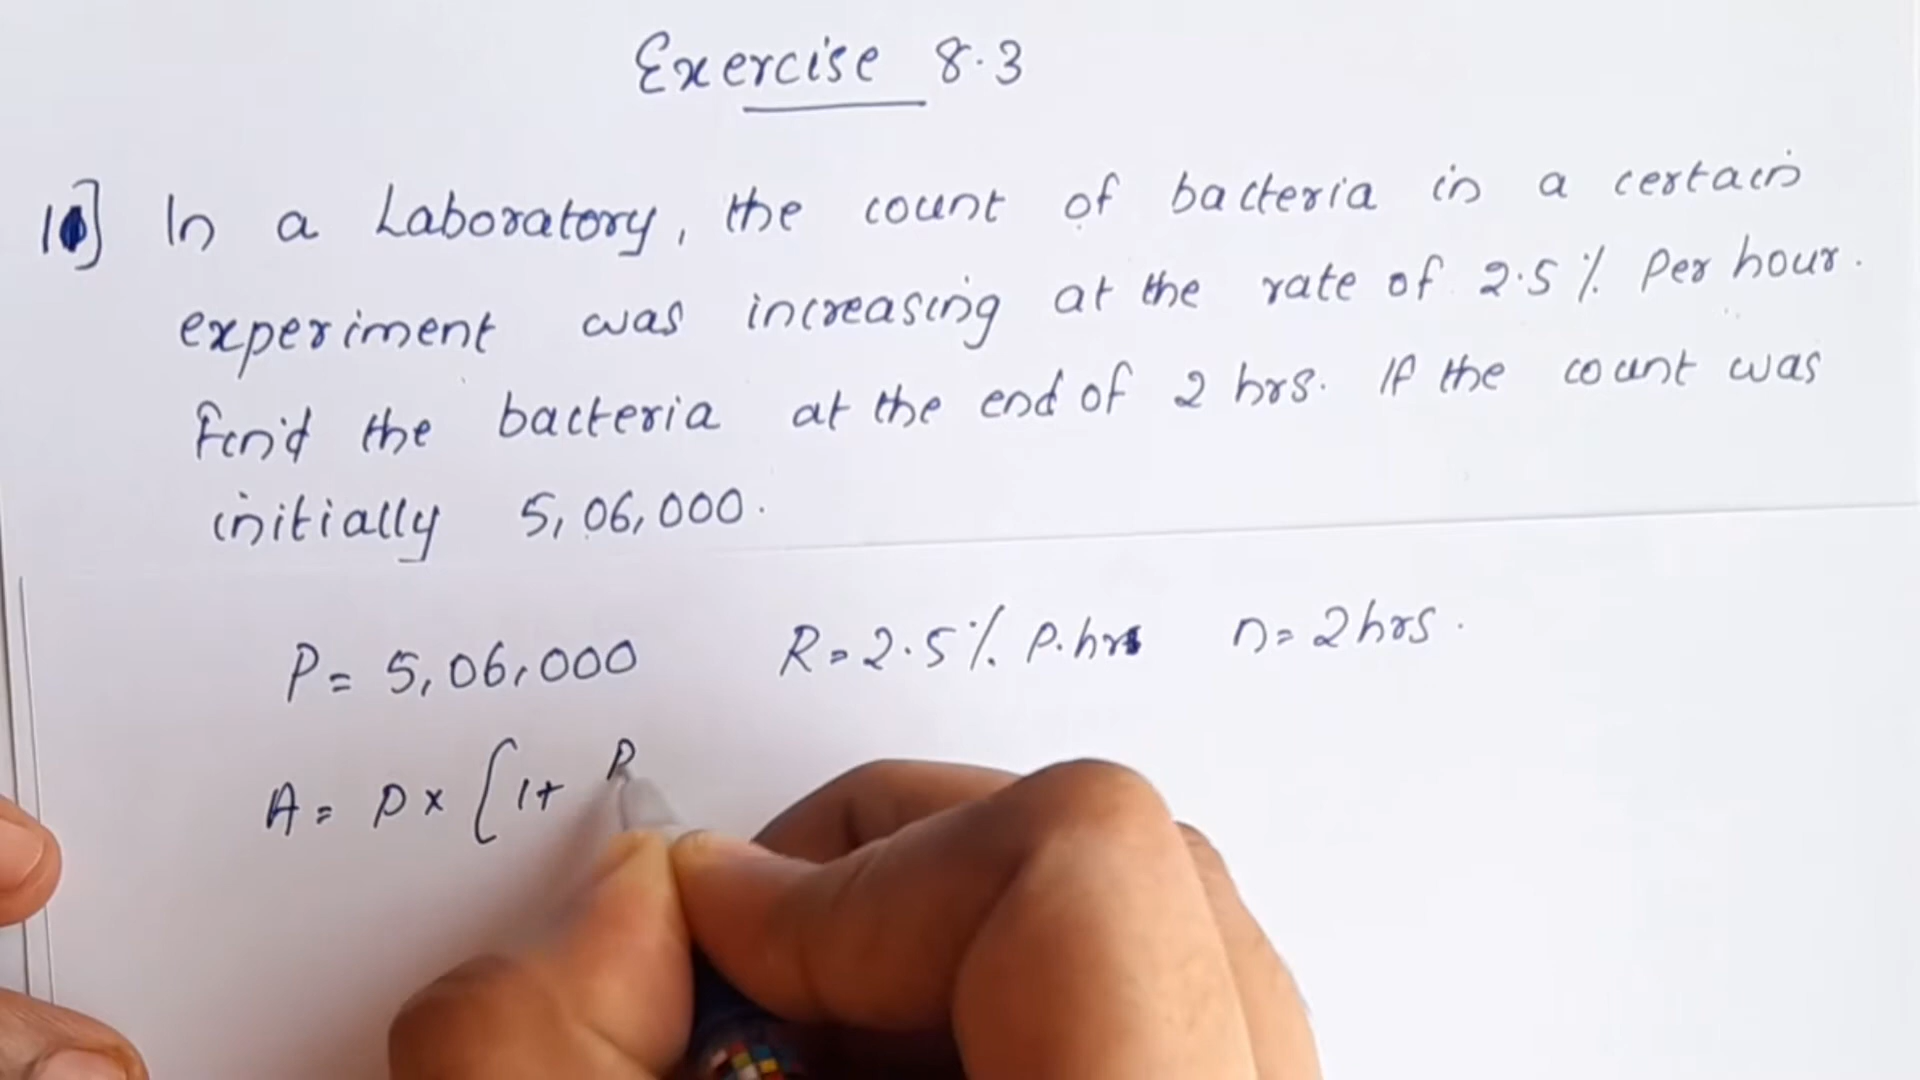 Exercise 8.3
11] In a Laboratory, the count of bacteria in a certain
experiment was increasing at the rate of 2.5% Per hour.
Find the bacteria at the end of 2 hrs. If the count was
initially 5,06,000.
P= 5,06,000 R=2.5% P.hrs n=2hrs.
A= P× [1+